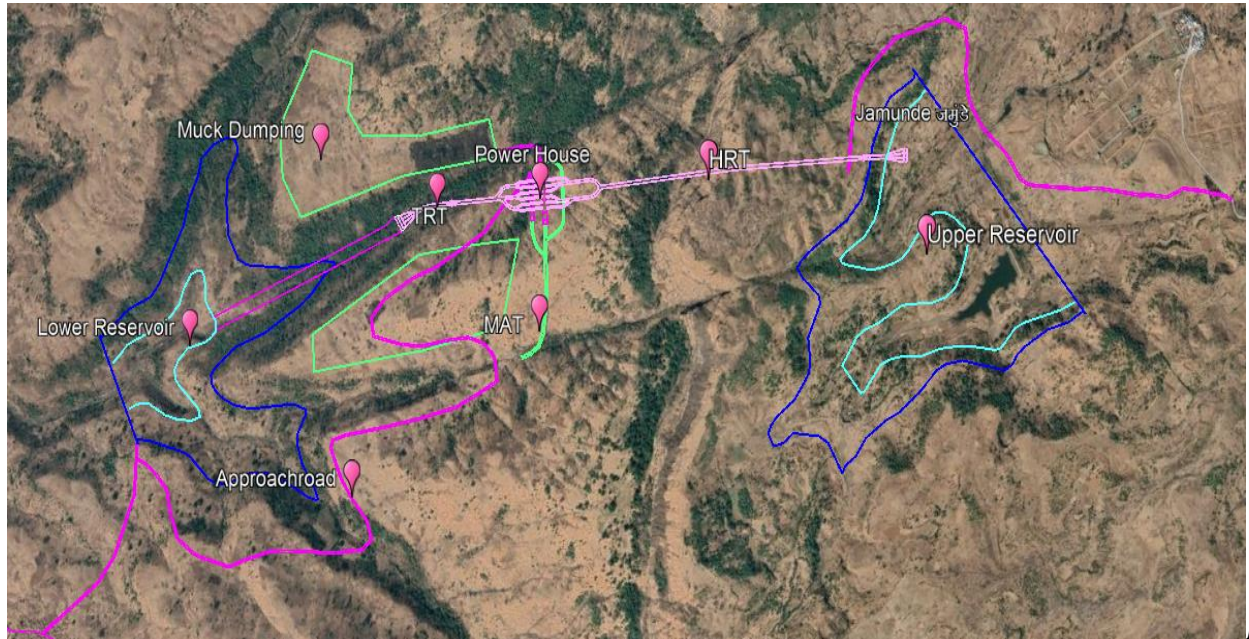 Jamunde जमुंडे
Muck Dumping
Power House
HRT
TRT
Upper Reservoir
Lower Reservoir
MAT
Approachroad